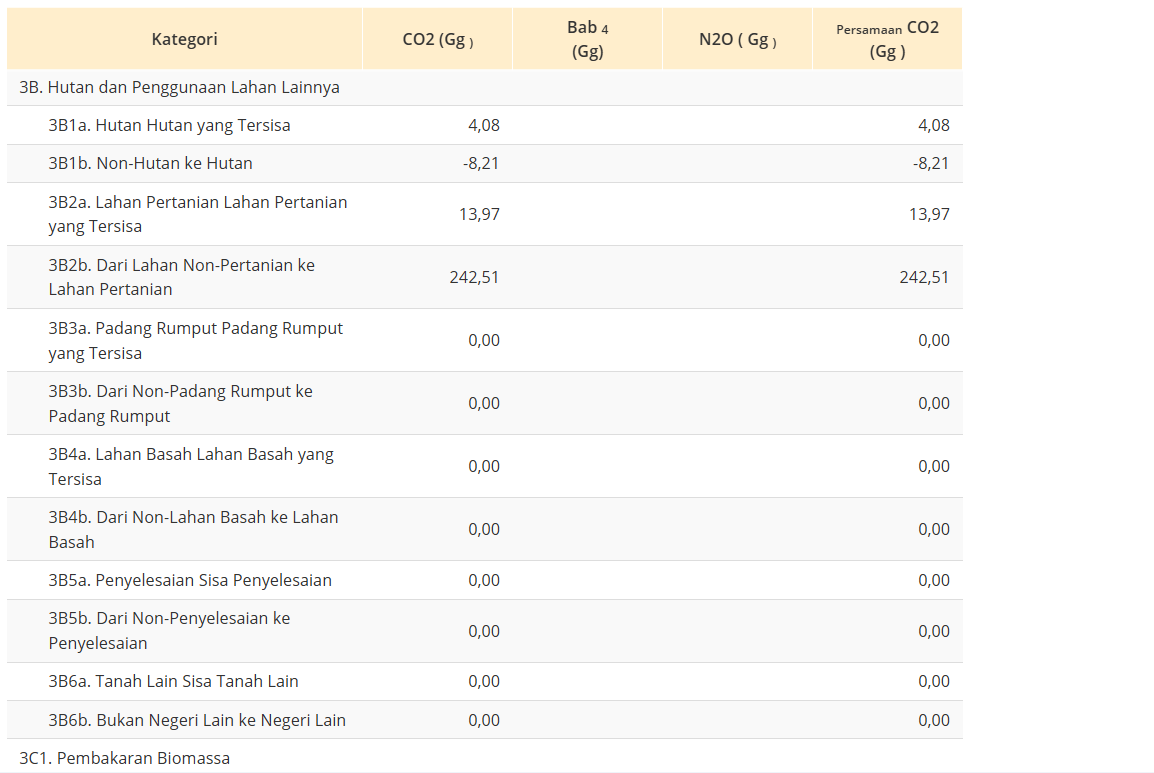 Kategori CO2 (Gg ) Bab 4 (Gg) N2O ( Gg ) Persamaan CO2 (Gg )
3B. Hutan dan Penggunaan Lahan Lainnya
3B1a. Hutan Hutan yang Tersisa 4,08 4,08
3B1b. Non-Hutan ke Hutan -8,21 -8,21
3B2a. Lahan Pertanian Lahan Pertanian
yang Tersisa 13,97 13,97
3B2b. Dari Lahan Non-Pertanian ke
Lahan Pertanian 242,51 242,51
3B3a. Padang Rumput Padang Rumput
yang Tersisa 0,00 0,00
3B3b. Dari Non-Padang Rumput ke
Padang Rumput 0,00 0,00
3B4a. Lahan Basah Lahan Basah yang
Tersisa 0,00 0,00
3B4b. Dari Non-Lahan Basah ke Lahan
Basah 0,00 0,00
3B5a. Penyelesaian Sisa Penyelesaian 0,00 0,00
3B5b. Dari Non-Penyelesaian ke
Penyelesaian 0,00 0,00
3B6a. Tanah Lain Sisa Tanah Lain 0,00 0,00
3B6b. Bukan Negeri Lain ke Negeri Lain 0,00 0,00
3C1. Pembakaran Biomassa